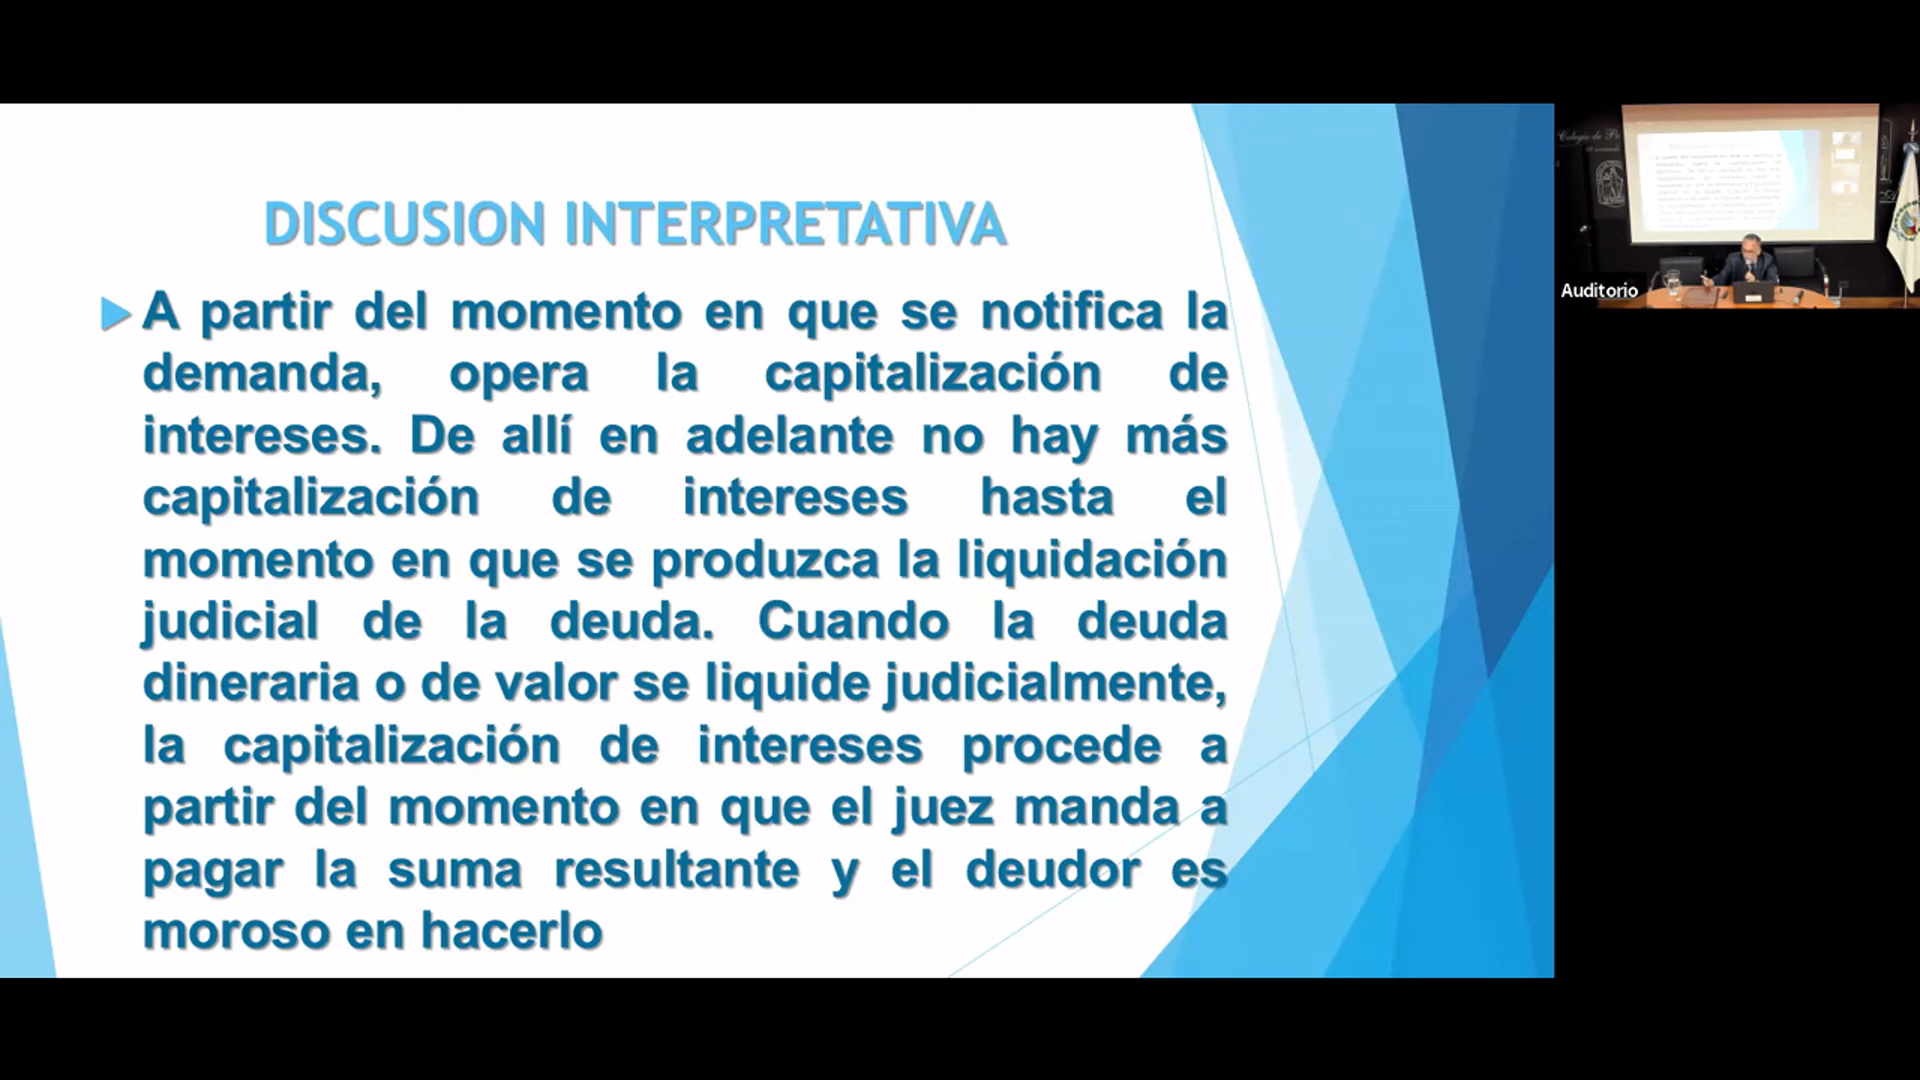 DISCUSION INTERPRETATIVA
A partir del momento en que se notifica la
demanda, opera la capitalización de
intereses. De allí en adelante no hay más
capitalización de intereses hasta el
momento en que se produzca la liquidación
judicial de la deuda. Cuando la deuda
dineraria o de valor se liquide judicialmente,
la capitalización de intereses procede a
partir del momento en que el juez manda a
pagar la suma resultante y el deudor es
moroso en hacerlo
Colegio de
Auditorio